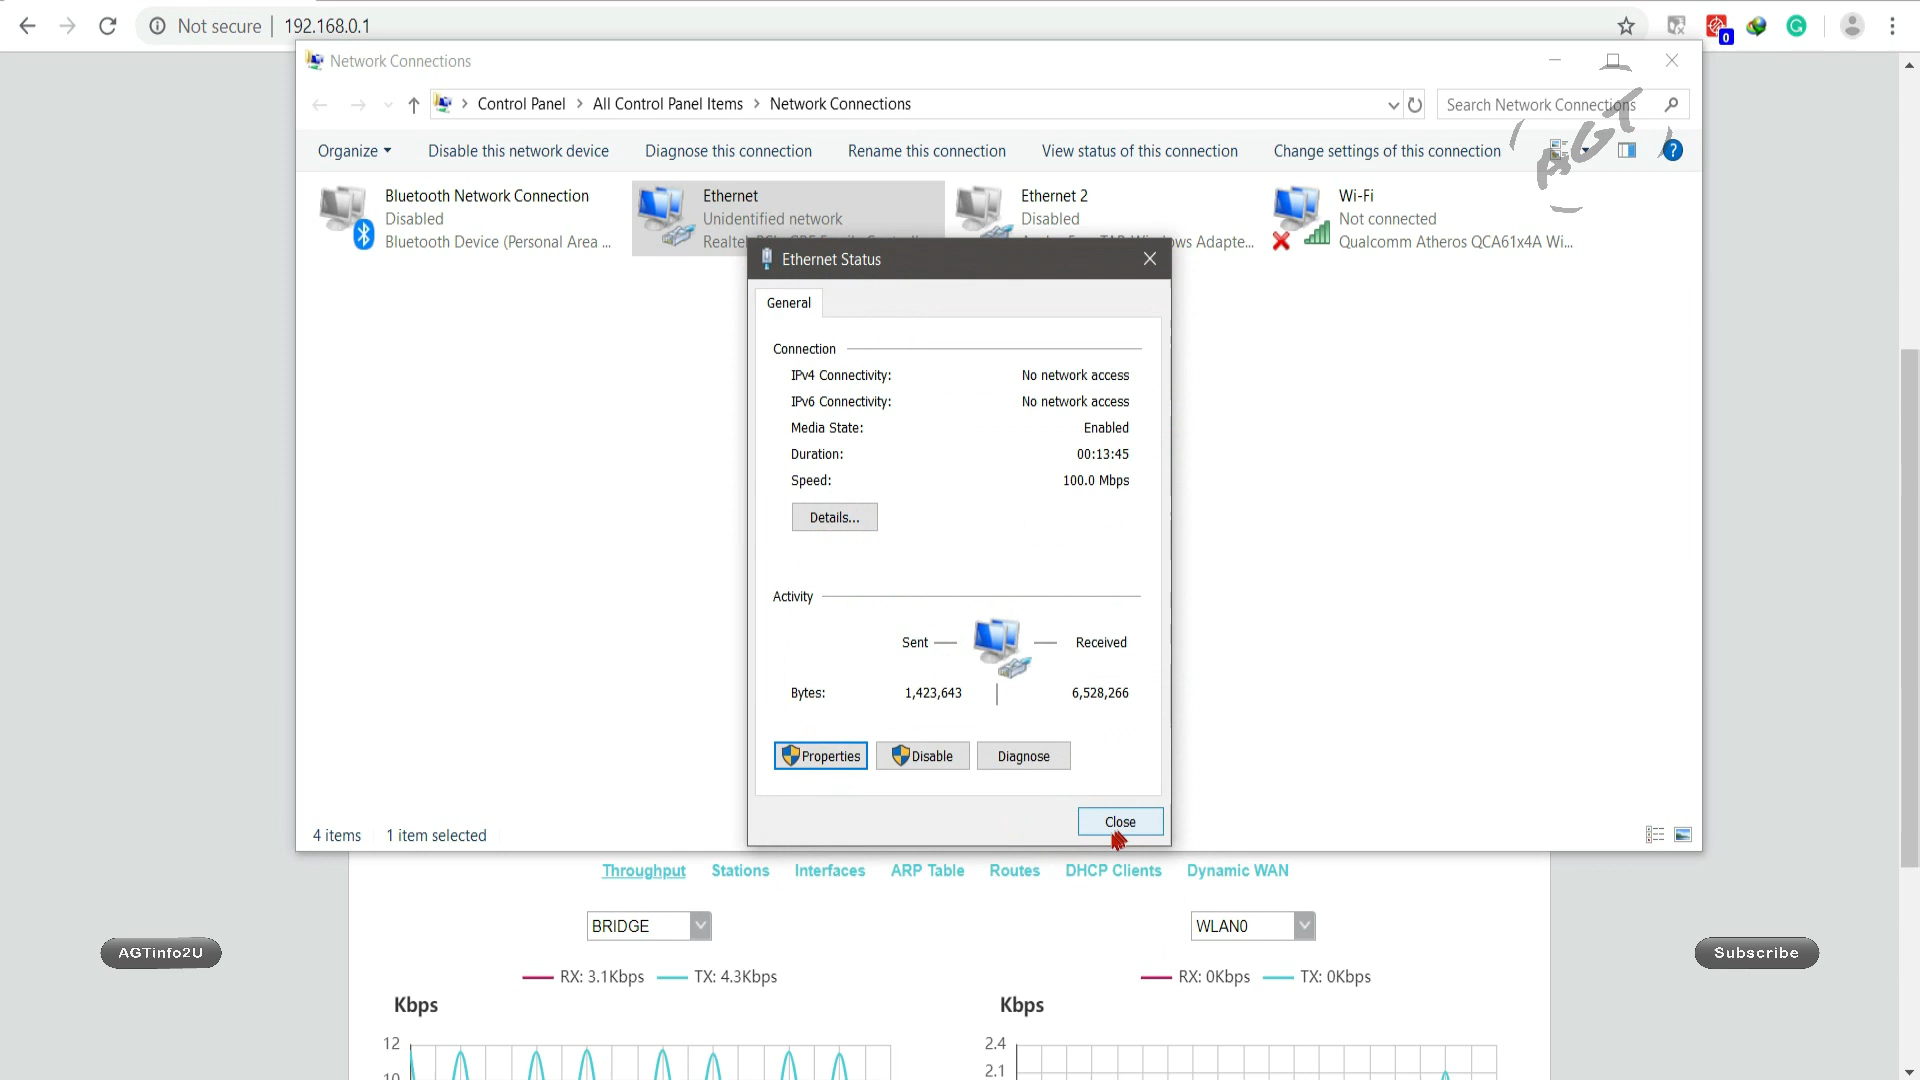 Not secure | 192.168.0.1
0
Network Connections
Control Panel > All Control Panel Items > Network Connections
Search Network Connections
(AGT)
Organize
Disable this network device
Diagnose this connection
Rename this connection
View status of this connection
Change settings of this connection
Bluetooth Network Connection
Disabled
Bluetooth Device (Personal Area ...
Ethernet
Unidentified network
Ethernet 2
Disabled
Wi-Fi
Not connected
Qualcomm Atheros QCA61x4A Wi...
Ethernet Status
General
Connection
IPv4 Connectivity: No network access
IPv6 Connectivity: No network access
Media State: Enabled
Duration: 00:13:45
Speed: 100.0 Mbps
Details...
Activity
Sent — — Received
Bytes: 1,423,643 | 6,528,266
Properties
Disable
Diagnose
Close
4 items
1 item selected
Throughput
Stations
Interfaces
ARP Table
Routes
DHCP Clients
Dynamic WAN
BRIDGE
WLAN0
AGTinfo2U
Subscribe
RX: 3.1Kbps
TX: 4.3Kbps
RX: 0Kbps
TX: 0Kbps
Kbps
Kbps
12
2.4
10
2.1